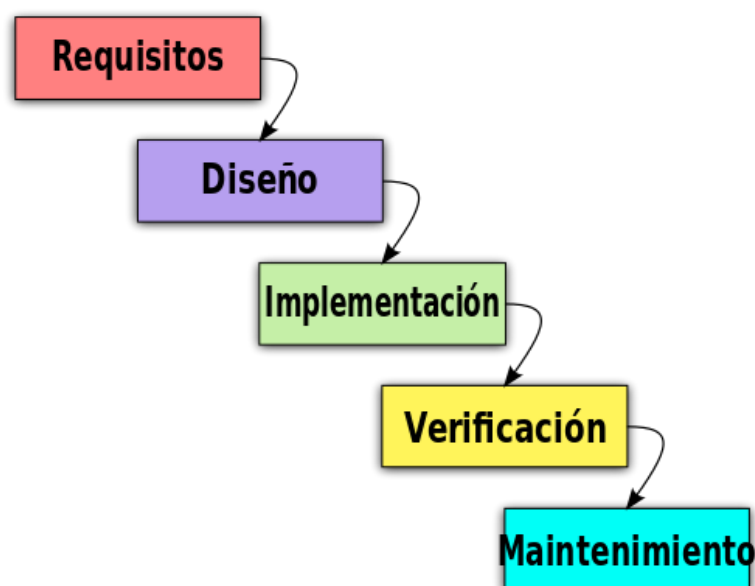 Requisitos
Diseño
Implementación
Verificación
Maintenimiento